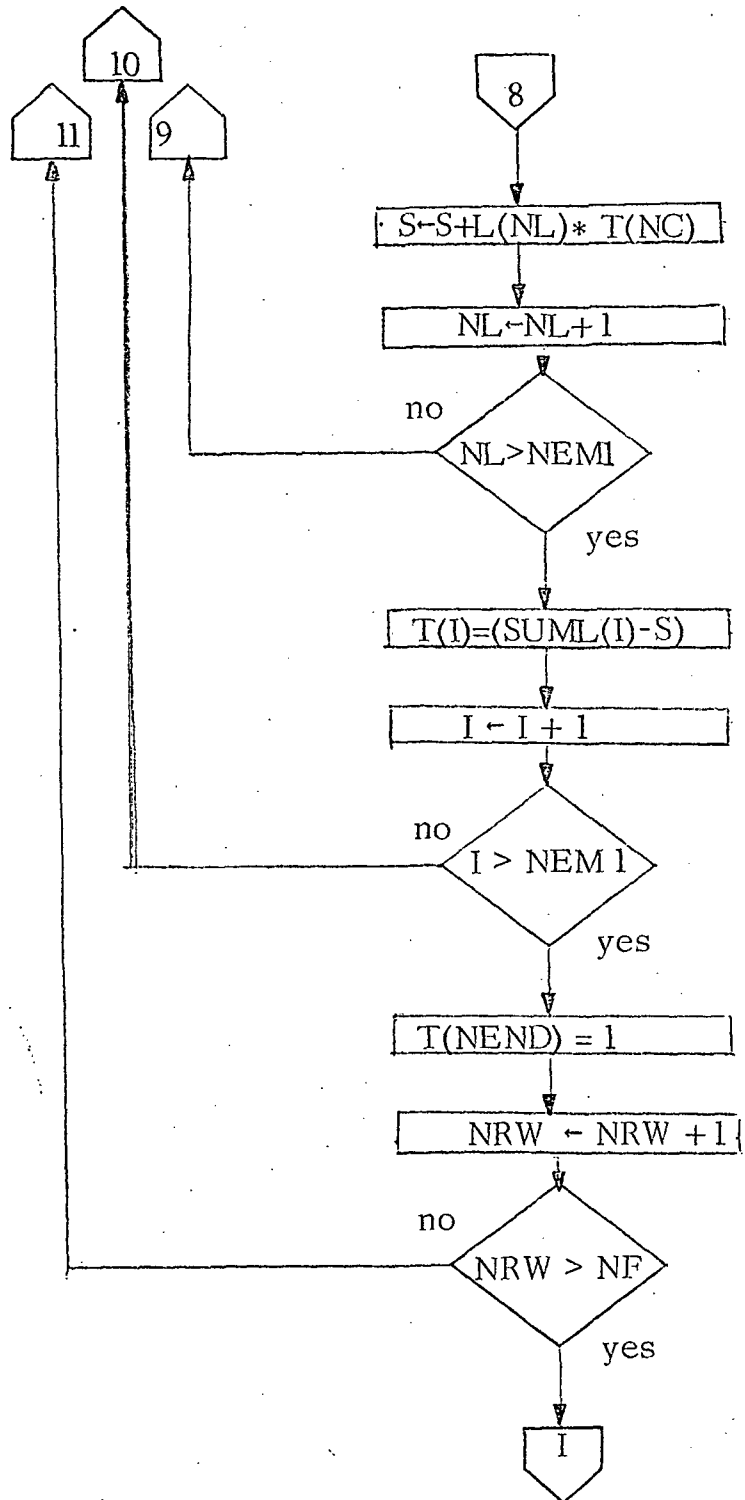 10
11
9
8
S←S+L(NL)* T(NC)
NL←NL+1
no
NL>NEM1
yes
T(I)=(SUML(I)-S)
I ← I + 1
no
I > NEM 1
yes
T(NEND) = 1
NRW ← NRW +1
no
NRW > NF
yes
I